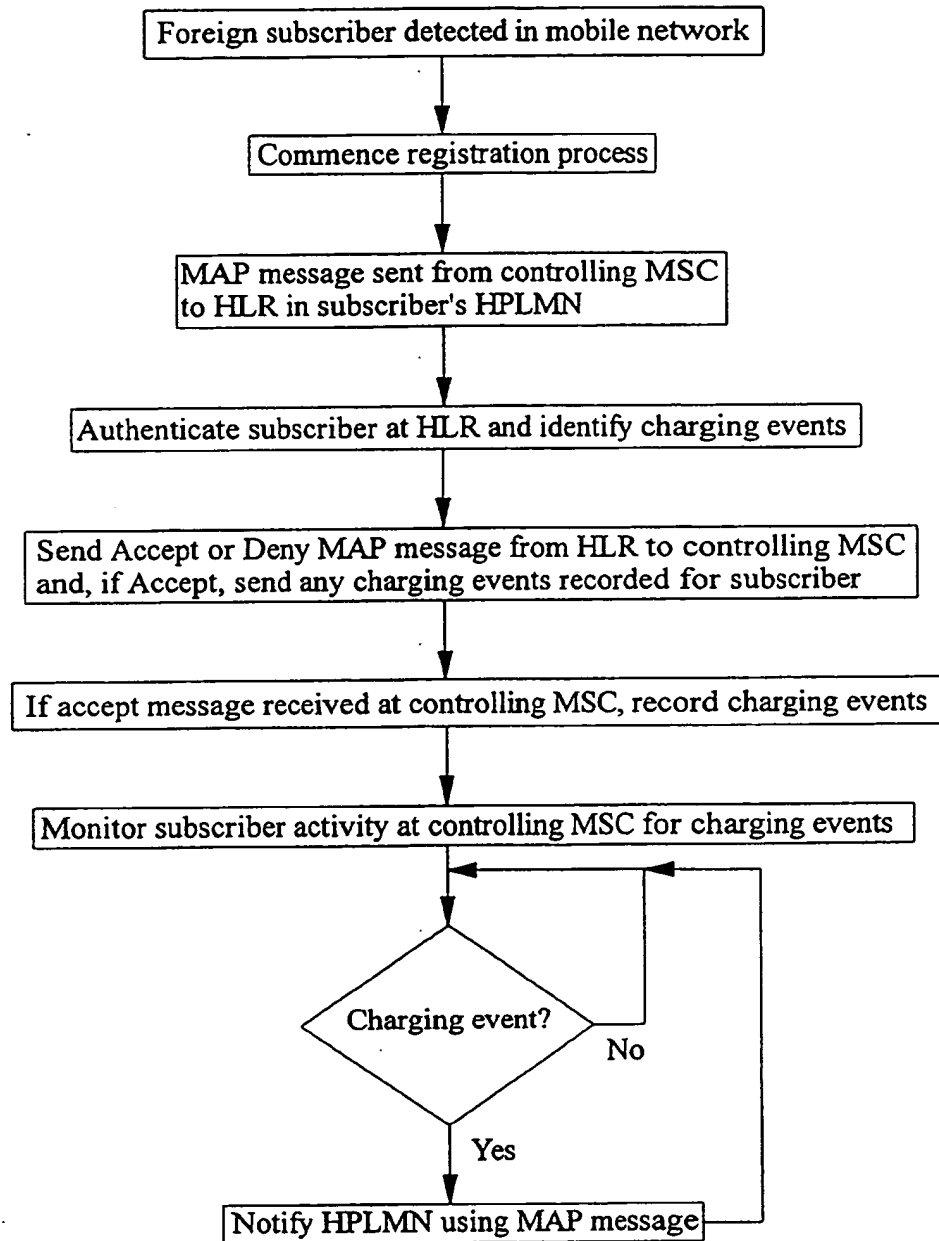 Foreign subscriber detected in mobile network
Commence registration process
MAP message sent from controlling MSC
to HLR in subscriber's HPLMN
Authenticate subscriber at HLR and identify charging events
Send Accept or Deny MAP message from HLR to controlling MSC
and, if Accept, send any charging events recorded for subscriber
If accept message received at controlling MSC, record charging events
Monitor subscriber activity at controlling MSC for charging events
Charging event?
No
Yes
Notify HPLMN using MAP message